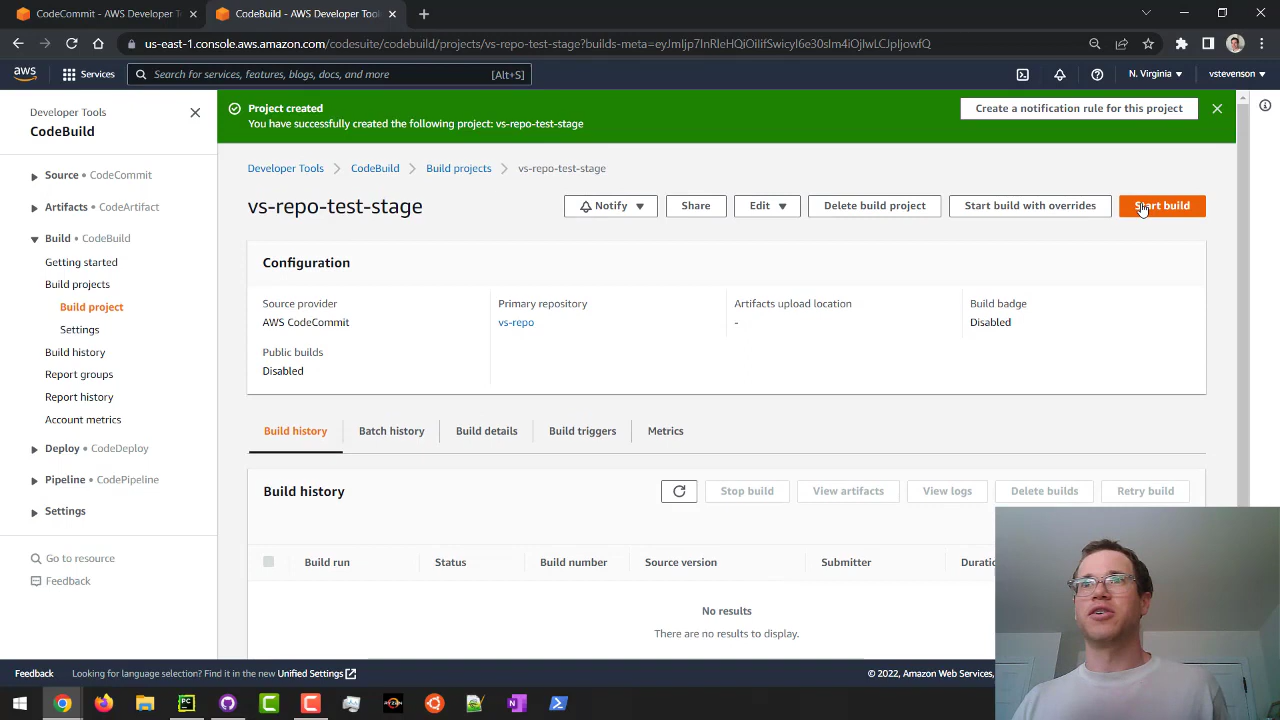 CodeCommit - AWS Developer T
CodeBuild - AWS Developer Tool
us-east-1.console.aws.amazon.com/codesuite/codebuild/projects/vs-repo-test-stage?builds-meta=eyJmIjp7InRleHQiOiIifSwicyI6e30sIm4iOjIwLCJpIjowfQ
aws
Services
Search for services, features, blogs, docs, and more
[Alt+S]
N. Virginia
vstevenson
Developer Tools
CodeBuild
Source • CodeCommit
Artifacts • CodeArtifact
Build • CodeBuild
Getting started
Build projects
Build project
Settings
Build history
Report groups
Report history
Account metrics
Deploy • CodeDeploy
Pipeline • CodePipeline
Settings
Go to resource
Feedback
Project created
You have successfully created the following project: vs-repo-test-stage
Create a notification rule for this project
Developer Tools
CodeBuild
Build projects
vs-repo-test-stage
vs-repo-test-stage
Notify
Share
Edit
Delete build project
Start build with overrides
Start build
Configuration
Source provider
AWS CodeCommit
Primary repository
vs-repo
Artifacts upload location
-
Build badge
Disabled
Public builds
Disabled
Build history
Batch history
Build details
Build triggers
Metrics
Build history
Stop build
View artifacts
View logs
Delete builds
Retry build
Build run
Status
Build number
Source version
Submitter
Duratio
No results
There are no results to display.
Feedback
Looking for language selection? Find it in the new Unified Settings
© 2022, Amazon Web Services,
PC
RYZEN